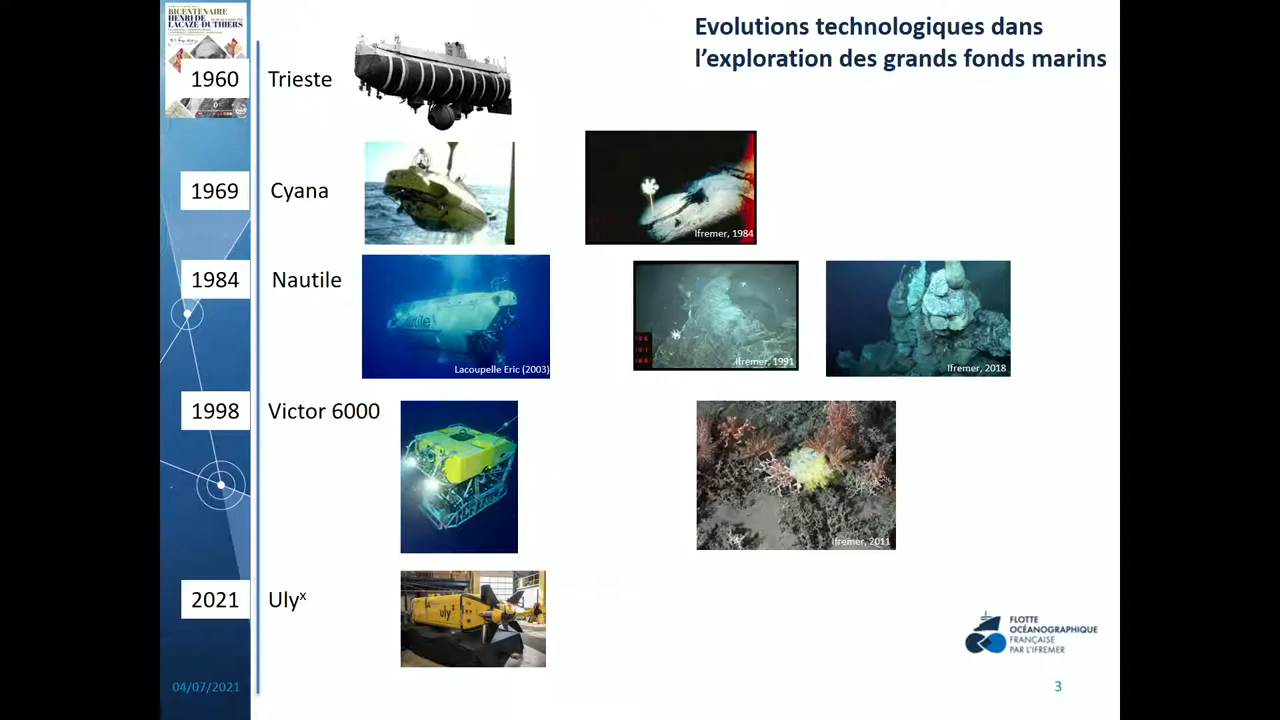 BICENTENAIRE
HENRI DE
LACAZE-DUTHIERS
Evolutions technologiques dans
l'exploration des grands fonds marins
1960
Trieste
1969
Cyana
Ifremer, 1984
1984
Nautile
nautile
Lacoupelle Eric (2003)
Ifremer, 1991
Ifremer, 2018
1998
Victor 6000
Ifremer, 2011
2021
Ulyˣ
ulyˣ
FLOTTE
OCÉANOGRAPHIQUE
FRANÇAISE
PAR L'IFREMER
04/07/2021
3